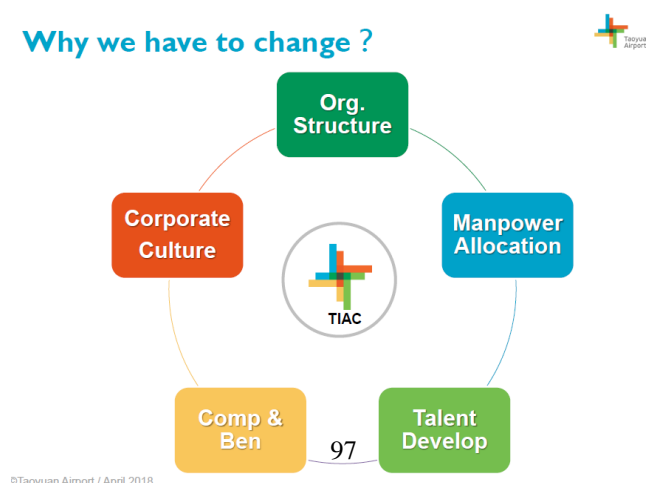 Why we have to change？
Taoyuan
Airport
Org.
Structure
Corporate
Culture
Manpower
Allocation
TIAC
Comp &
Ben
97
Talent
Develop
©Taoyuan Airport / April 2018